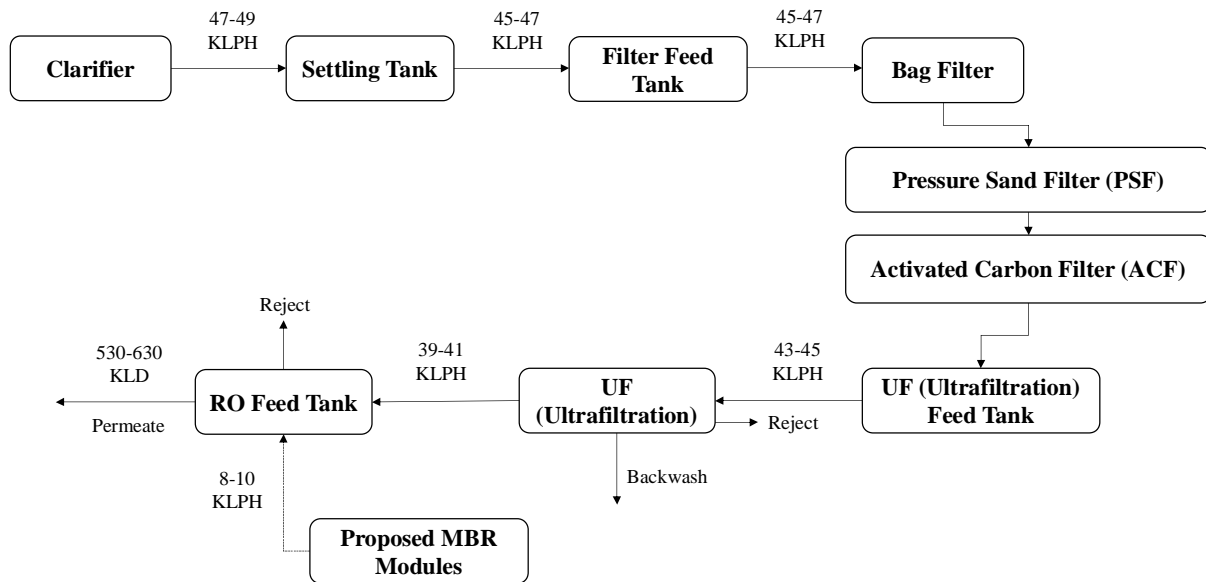 47-49
KLPH
45-47
KLPH
45-47
KLPH
Clarifier
Settling Tank
Filter Feed
Tank
Bag Filter
Pressure Sand Filter (PSF)
Activated Carbon Filter (ACF)
Reject
530-630
KLD
39-41
KLPH
43-45
KLPH
RO Feed Tank
UF
(Ultrafiltration)
UF (Ultrafiltration)
Feed Tank
Permeate
Reject
8-10
KLPH
Backwash
Proposed MBR
Modules